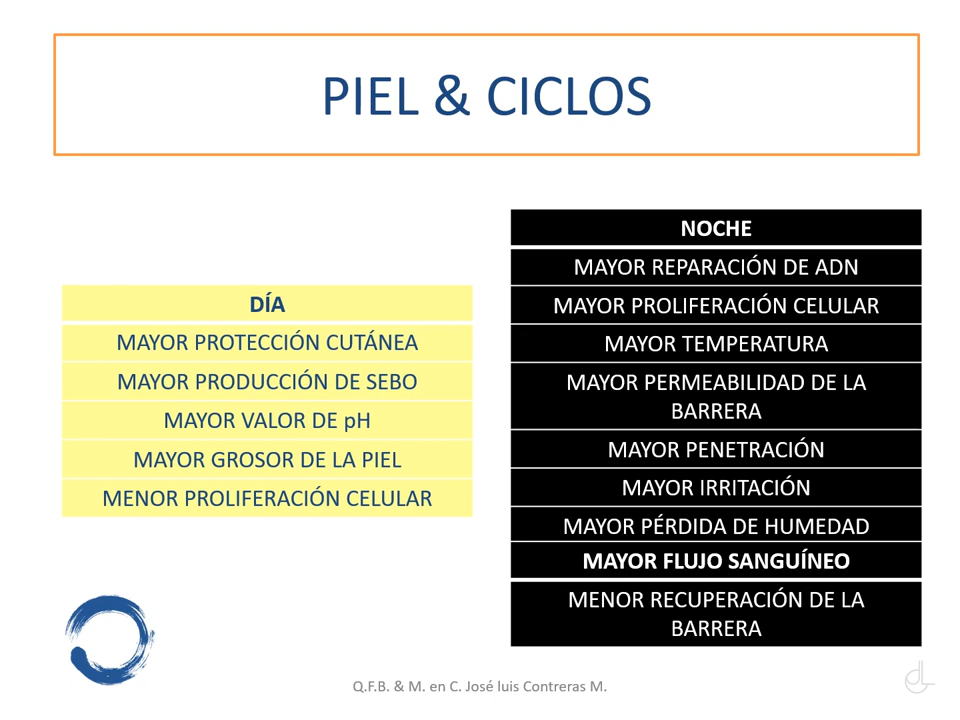 PIEL & CICLOS
DÍA
MAYOR PROTECCIÓN CUTÁNEA
MAYOR PRODUCCIÓN DE SEBO
MAYOR VALOR DE pH
MAYOR GROSOR DE LA PIEL
MENOR PROLIFERACIÓN CELULAR
NOCHE
MAYOR REPARACIÓN DE ADN
MAYOR PROLIFERACIÓN CELULAR
MAYOR TEMPERATURA
MAYOR PERMEABILIDAD DE LA
BARRERA
MAYOR PENETRACIÓN
MAYOR IRRITACIÓN
MAYOR PÉRDIDA DE HUMEDAD
MAYOR FLUJO SANGUÍNEO
MENOR RECUPERACIÓN DE LA
BARRERA
Q.F.B. & M. en C. José luis Contreras M.